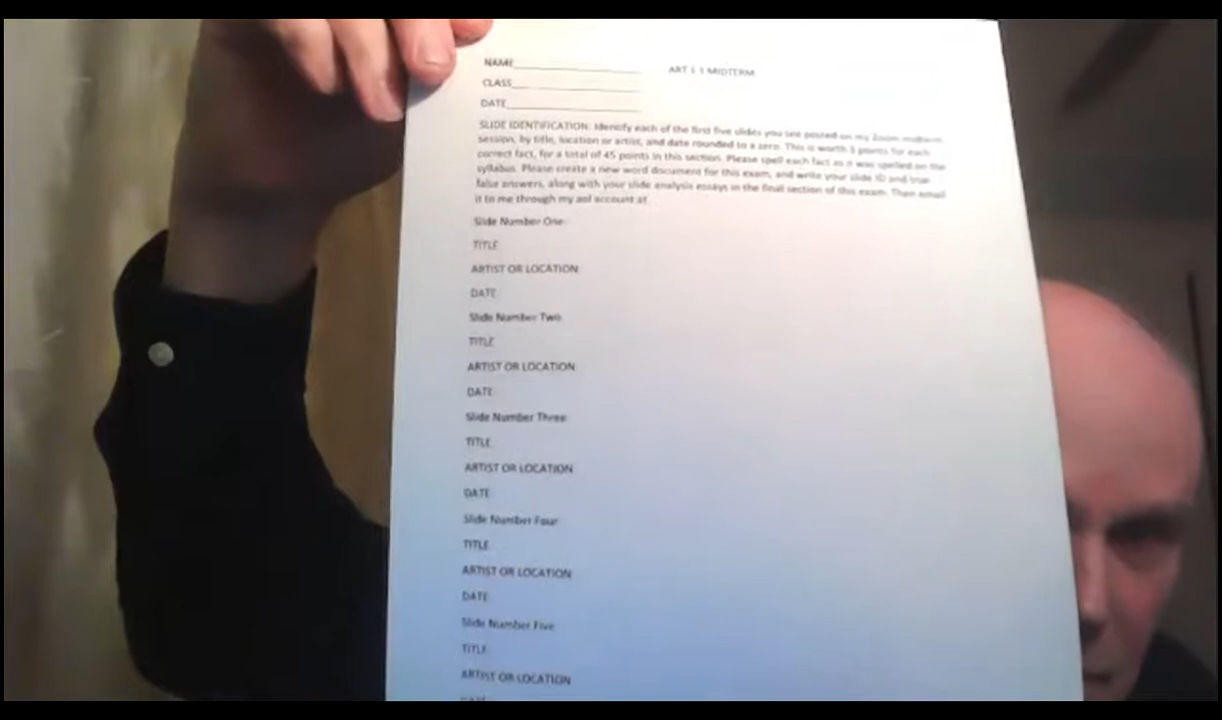 NAME____________________ ART 1 1 MIDTERM
CLASS____________________
DATE____________________
SLIDE IDENTIFICATION: Identify each of the first five slides you see posted on my Zoom midterm
session, by title, location or artist, and date rounded to a zero. This is worth 3 points for each
correct fact, for a total of 45 points in this section. Please spell each fact as it was spelled on the
syllabus. Please create a new word document for this exam, and write your slide ID and true
false answers, along with your slide analysis essays in the final section of this exam. Then email
it to me through my aol account at
Slide Number One:
TITLE
ARTIST OR LOCATION
DATE
Slide Number Two
TITLE
ARTIST OR LOCATION
DATE
Slide Number Three
TITLE
ARTIST OR LOCATION
DATE
Slide Number Four
TITLE
ARTIST OR LOCATION
DATE
Slide Number Five
TITLE
ARTIST OR LOCATION